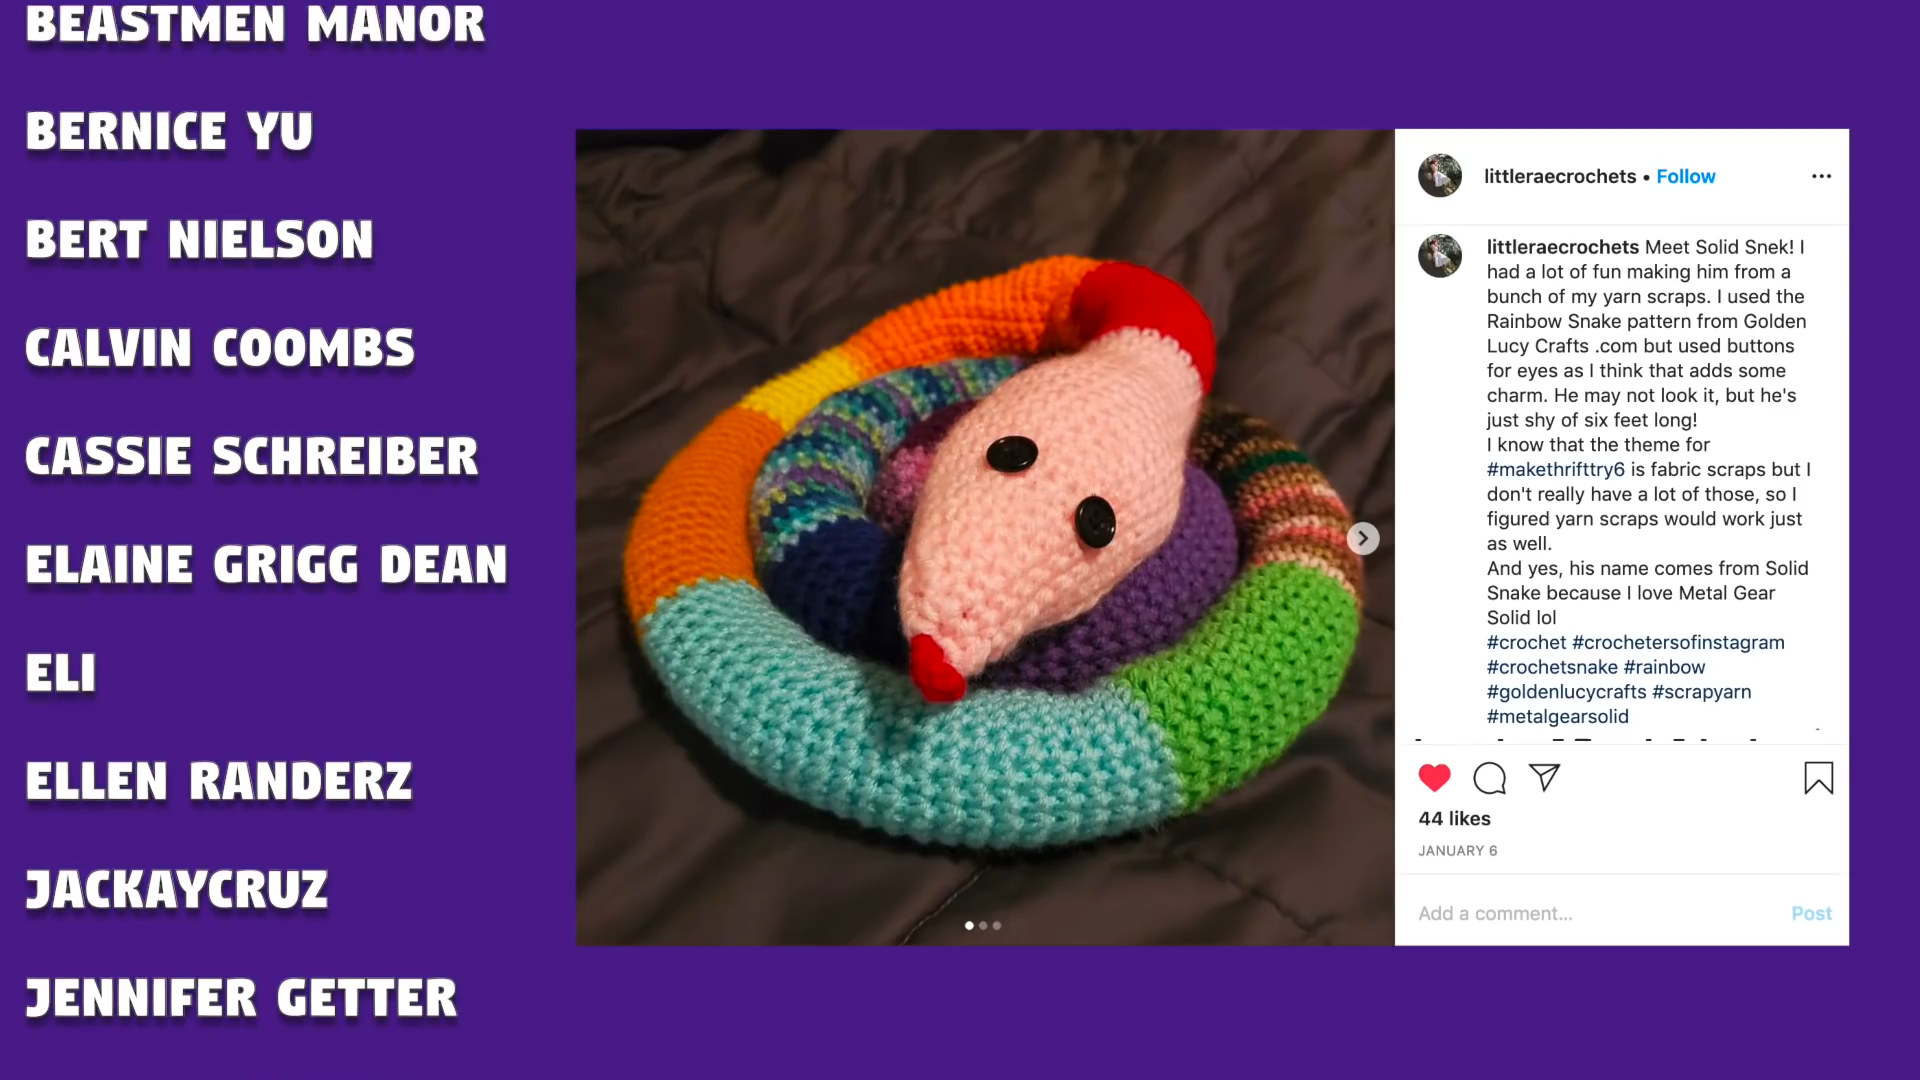 BEASTMEN MANOR
BERNICE YU
BERT NIELSON
CALVIN COOMBS
CASSIE SCHREIBER
ELAINE GRIGG DEAN
ELI
ELLEN RANDERZ
JACKAYCRUZ
JENNIFER GETTER
littleraecrochets • Follow
littleraecrochets Meet Solid Snek! I
had a lot of fun making him from a
bunch of my yarn scraps. I used the
Rainbow Snake pattern from Golden
Lucy Crafts .com but used buttons
for eyes as I think that adds some
charm. He may not look it, but he's
just shy of six feet long!
I know that the theme for
#makethrifttry6 is fabric scraps but I
don't really have a lot of those, so I
figured yarn scraps would work just
as well.
And yes, his name comes from Solid
Snake because I love Metal Gear
Solid lol
#crochet #crochetersofinstagram
#crochetsnake #rainbow
#goldenlucycrafts #scrapyarn
#metalgearsolid
44 likes
JANUARY 6
Add a comment... Post